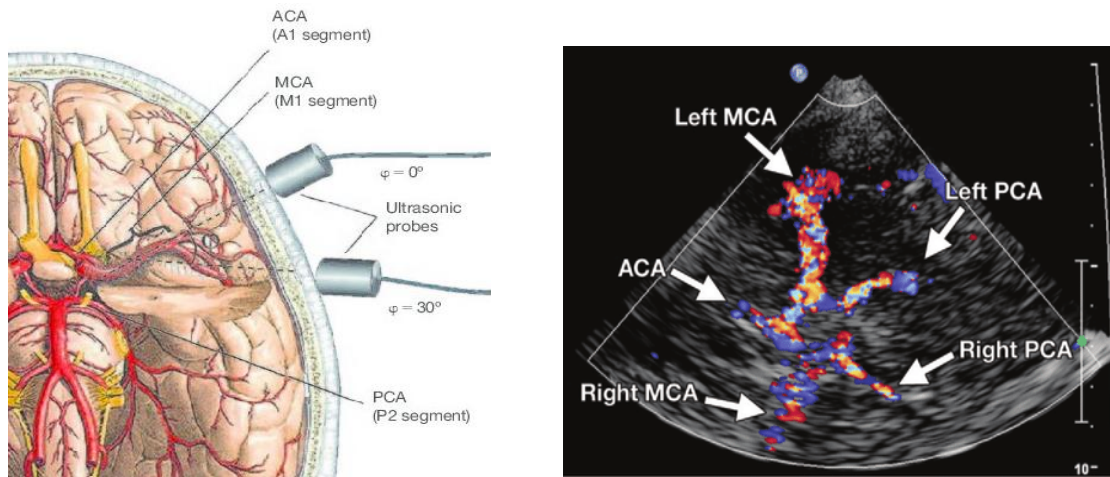 ACA
(A1 segment)
MCA
(M1 segment)
φ = 0°
Ultrasonic
probes
φ = 30°
PCA
(P2 segment)
P
Left MCA
Left PCA
ACA
Right PCA
Right MCA
10